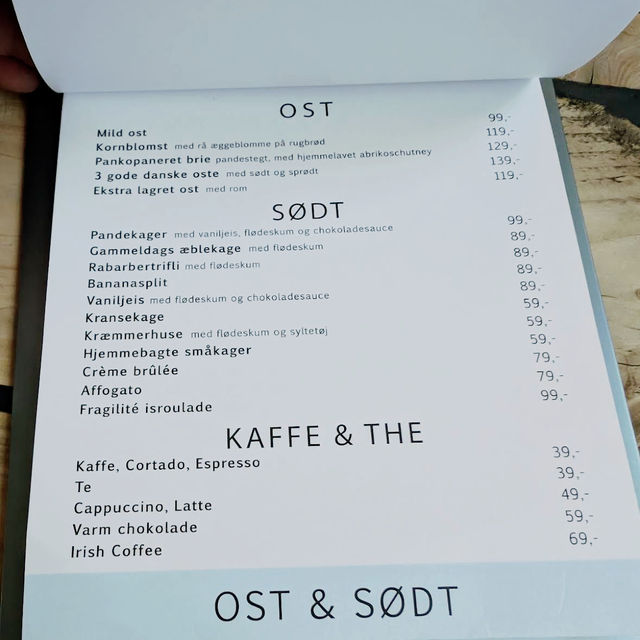 OST
Mild ost 99,-
Kornblomst med rå æggeblomme på rugbrød 119,-
Pankopaneret brie pandestegt, med hjemmelavet abrikoschutney 129,-
3 gode danske oste med sødt og sprødt 139,-
Ekstra lagret ost med rom 119,-
SØDT
Pandekager med vaniljeis, flødeskum og chokoladesauce 99,-
Gammeldags æblekage med flødeskum 89,-
Rabarbertrifli med flødeskum 89,-
Bananasplit 89,-
Vaniljeis med flødeskum og chokoladesauce 89,-
Kransekage 59,-
Kræmmerhuse med flødeskum og syltetøj 59,-
Hjemmebagte småkager 59,-
Crème brûlée 79,-
Affogato 79,-
Fragilité isroulade 99,-
KAFFE & THE
Kaffe, Cortado, Espresso 39,-
Te 39,-
Cappuccino, Latte 49,-
Varm chokolade 59,-
Irish Coffee 69,-
OST & SØDT